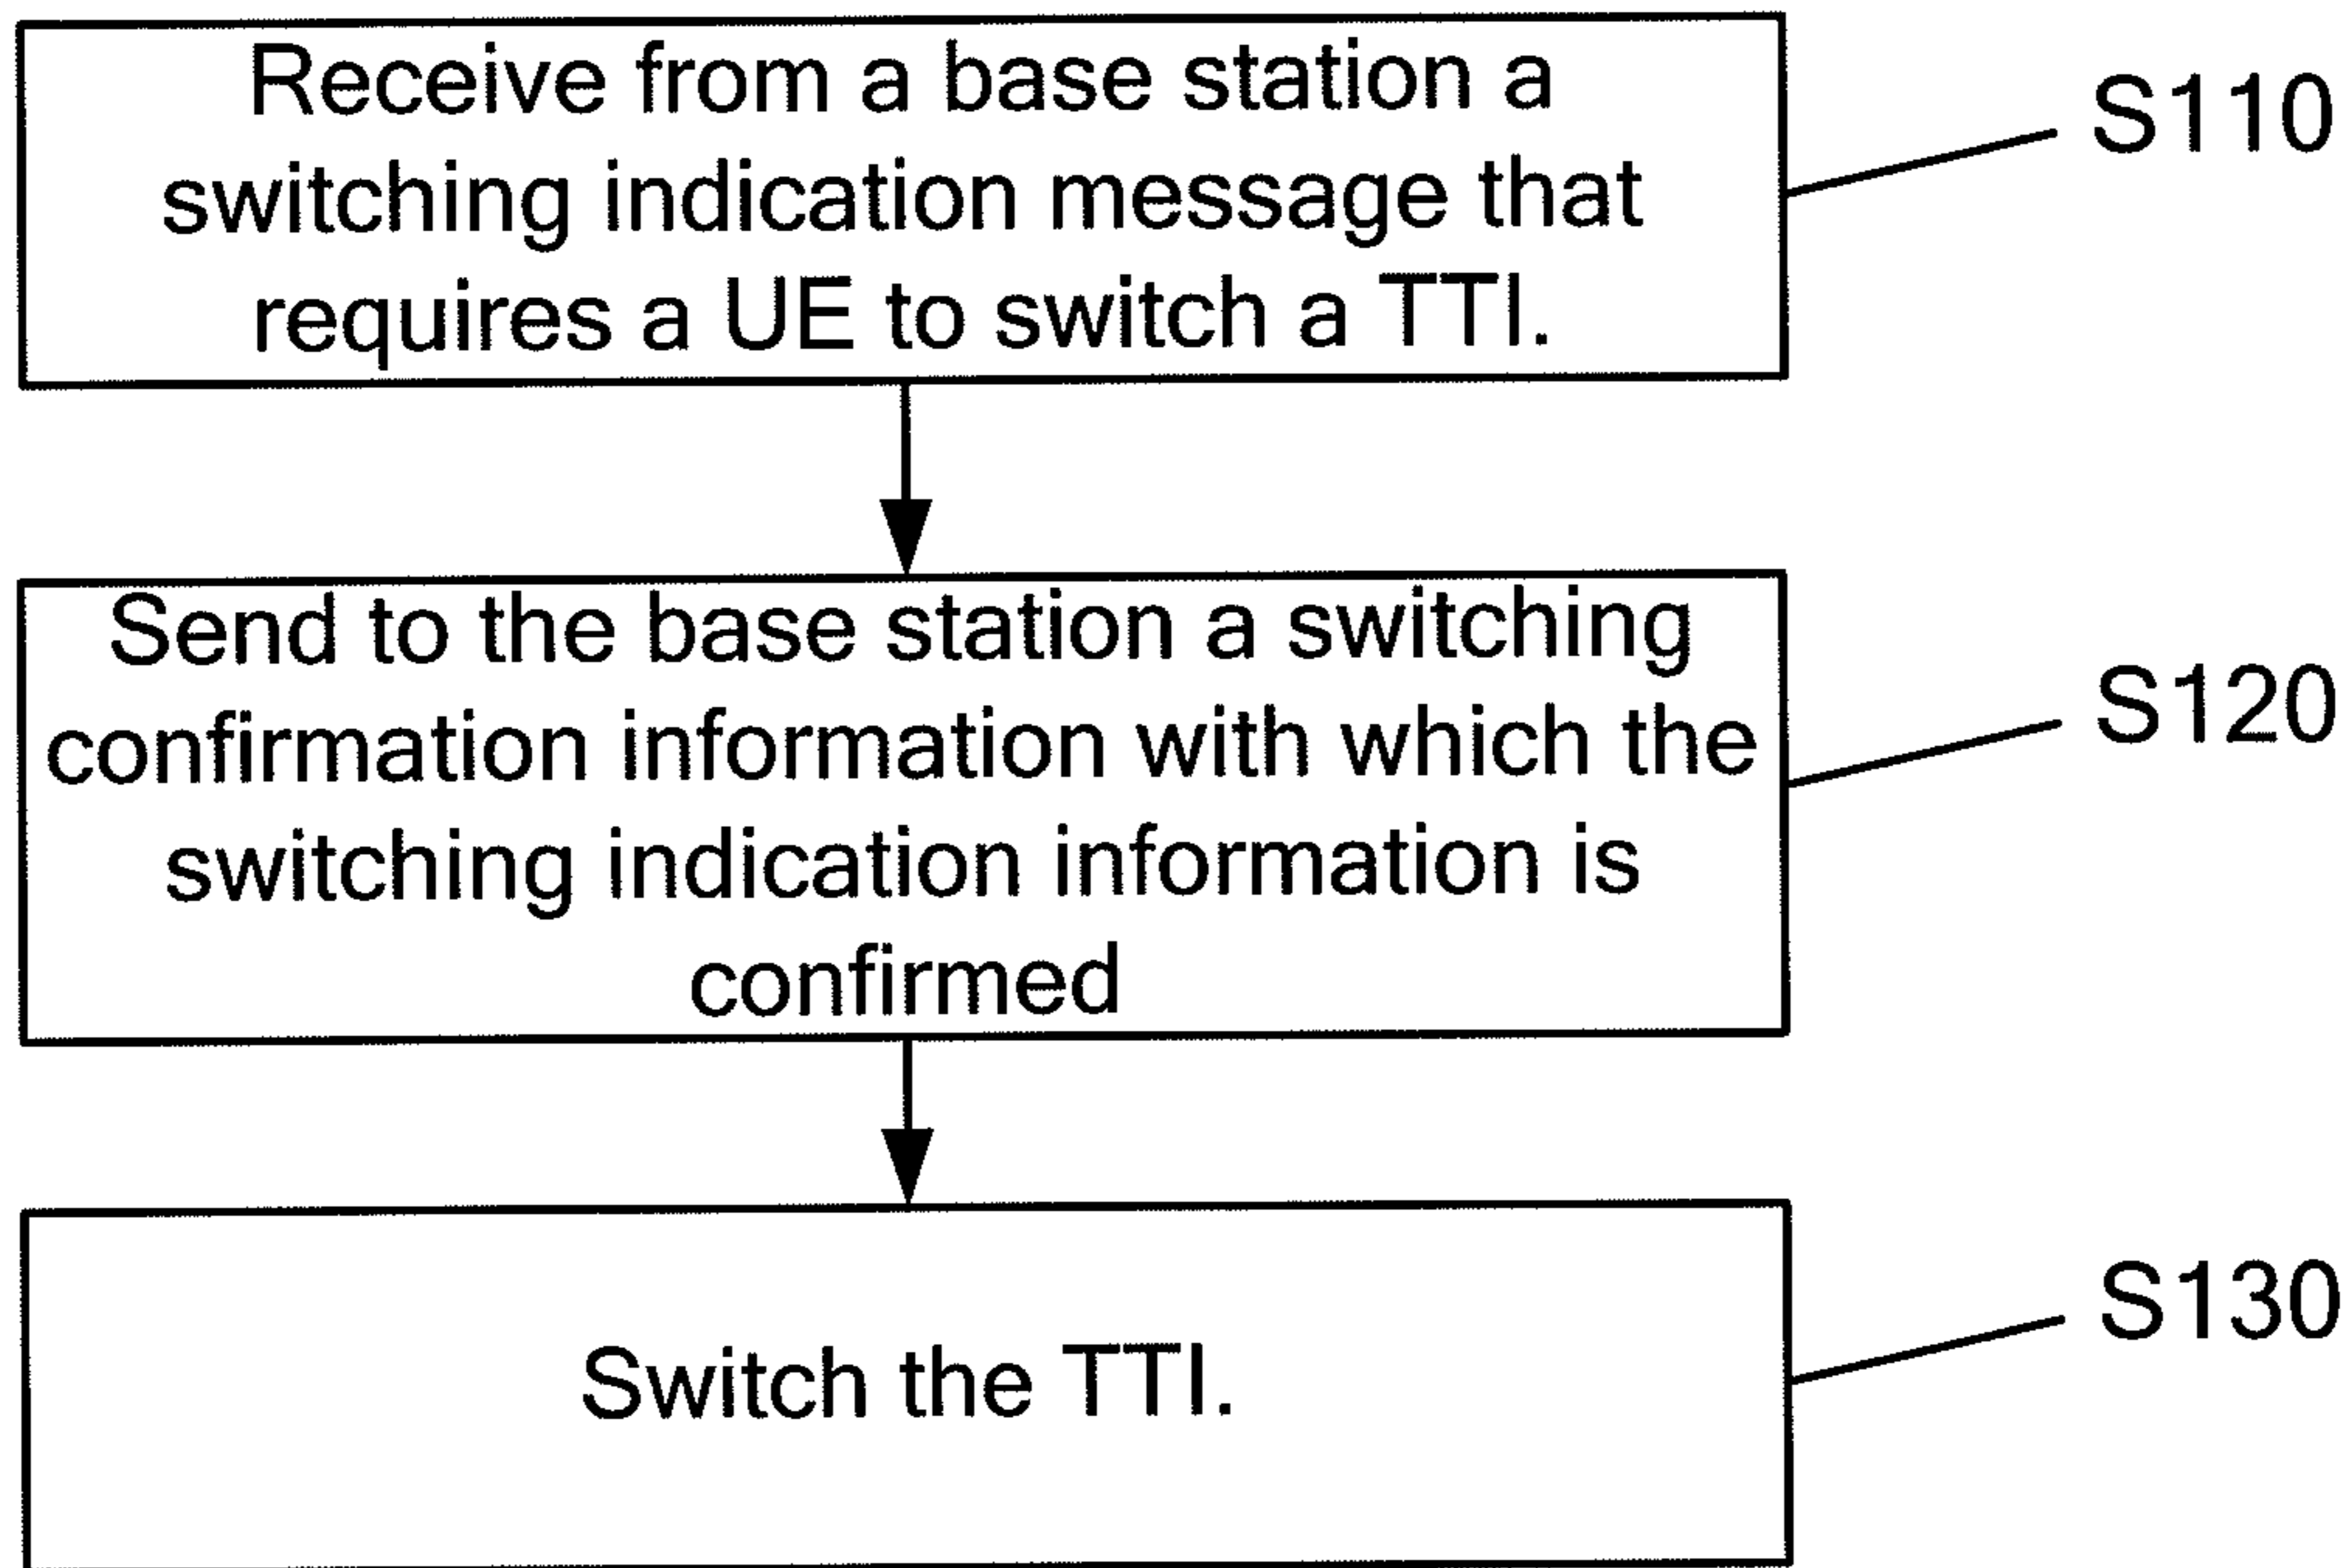 Receive from a base station a
switching indication message that
requires a UE to switch a TTI.
S110
Send to the base station a switching
confirmation information with which the
switching indication information is
confirmed
S120
Switch the TTI.
S130